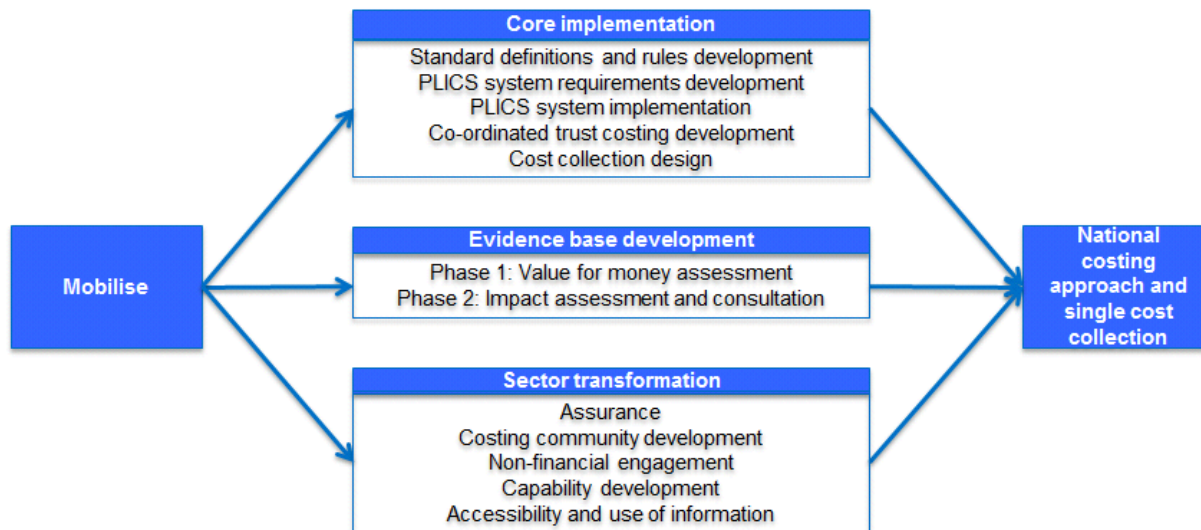 Mobilise
Core implementation
Standard definitions and rules development
PLICS system requirements development
PLICS system implementation
Co-ordinated trust costing development
Cost collection design
Evidence base development
Phase 1: Value for money assessment
Phase 2: Impact assessment and consultation
Sector transformation
Assurance
Costing community development
Non-financial engagement
Capability development
Accessibility and use of information
National
costing
approach and
single cost
collection